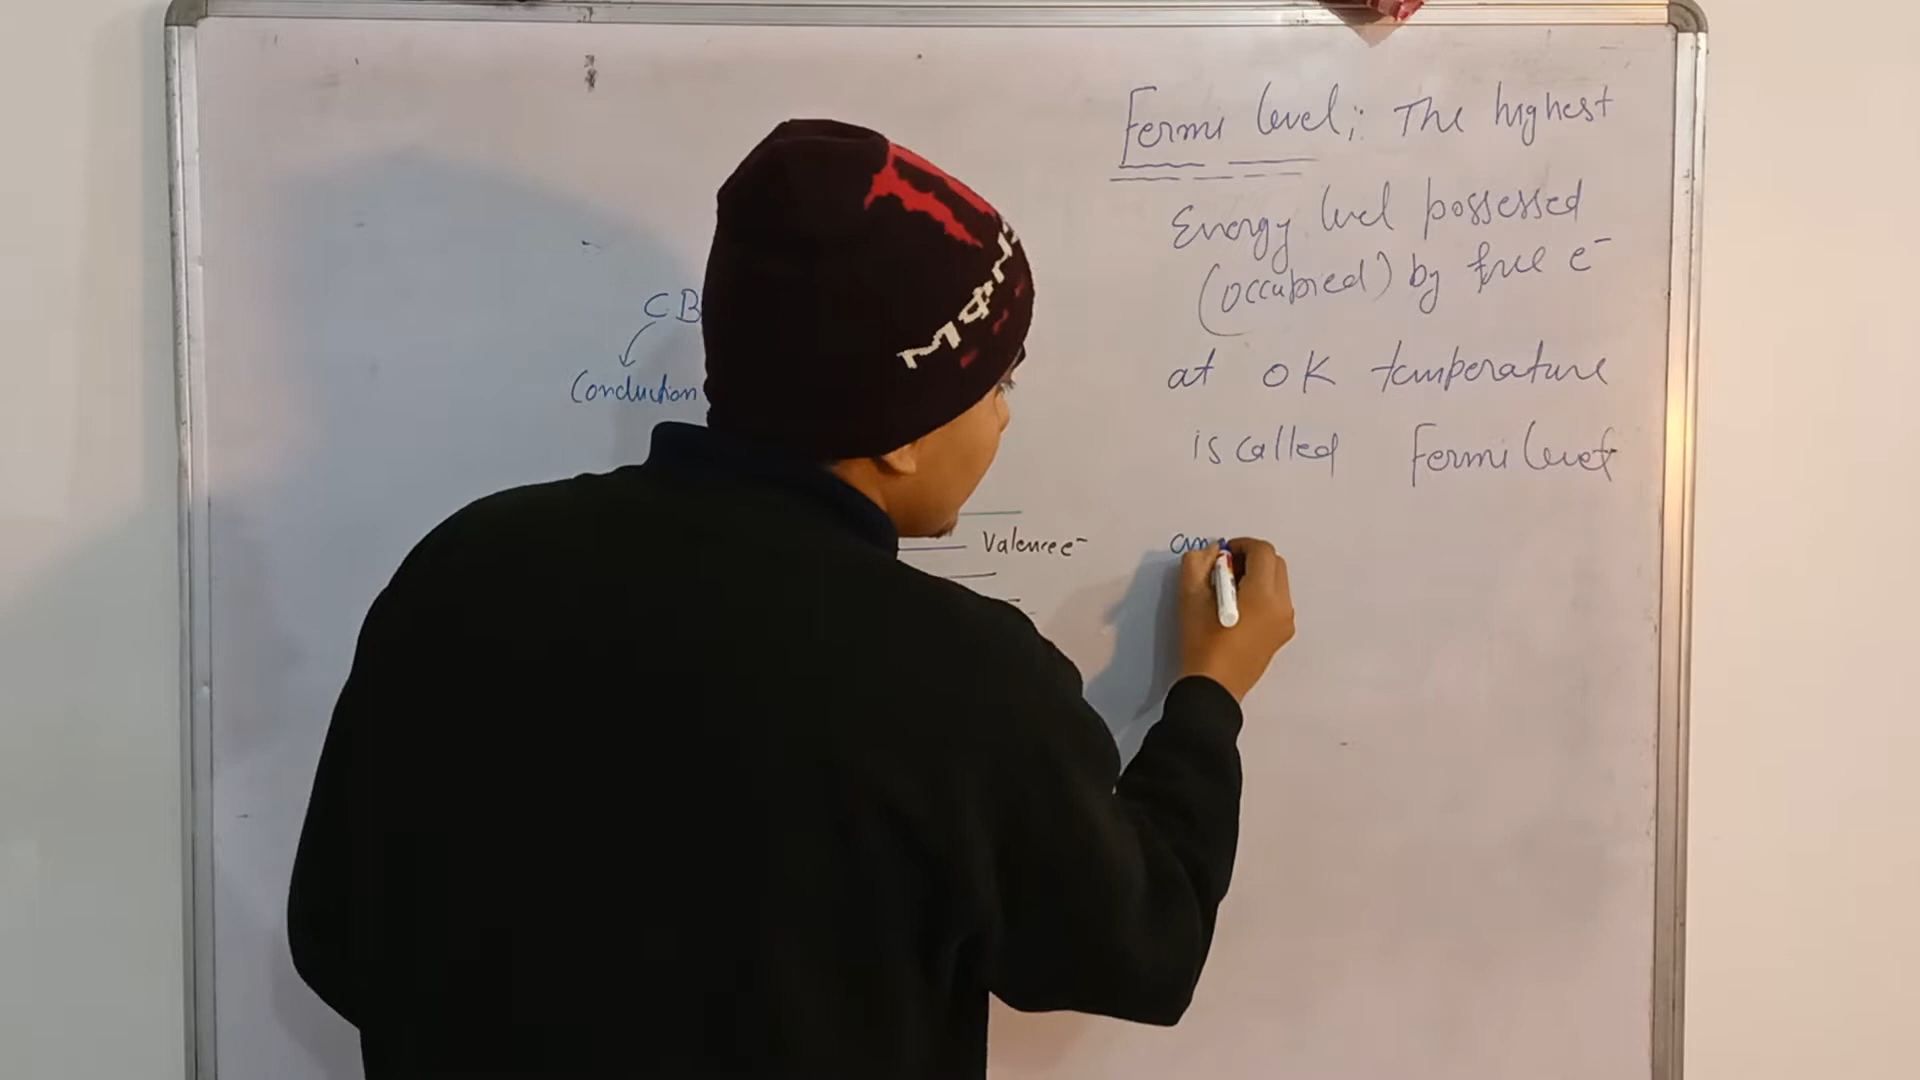 Fermi level;: The highest
Energy level possessed
(occupied) by free e⁻
at 0K temperature
is called Fermi level
CB
Conduction
Valence e⁻